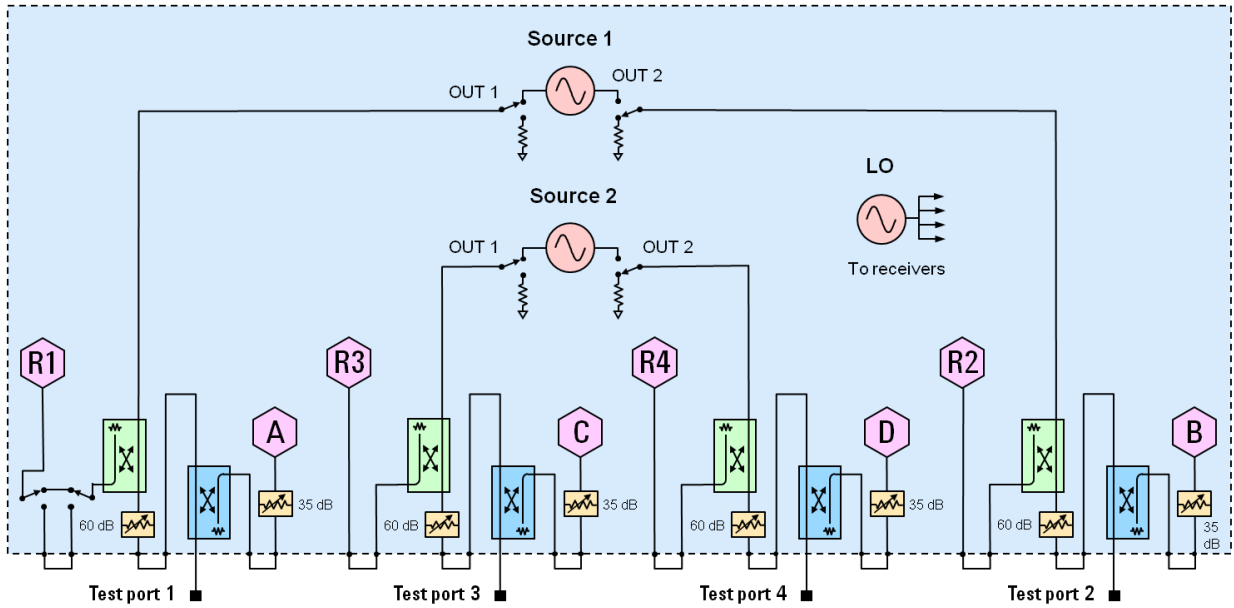 Source 1
OUT 1
OUT 2
LO
To receivers
Source 2
OUT 1
OUT 2
R1
R3
R4
R2
A
C
D
B
60 dB
35 dB
60 dB
35 dB
60 dB
35 dB
60 dB
35
dB
Test port 1
Test port 3
Test port 4
Test port 2